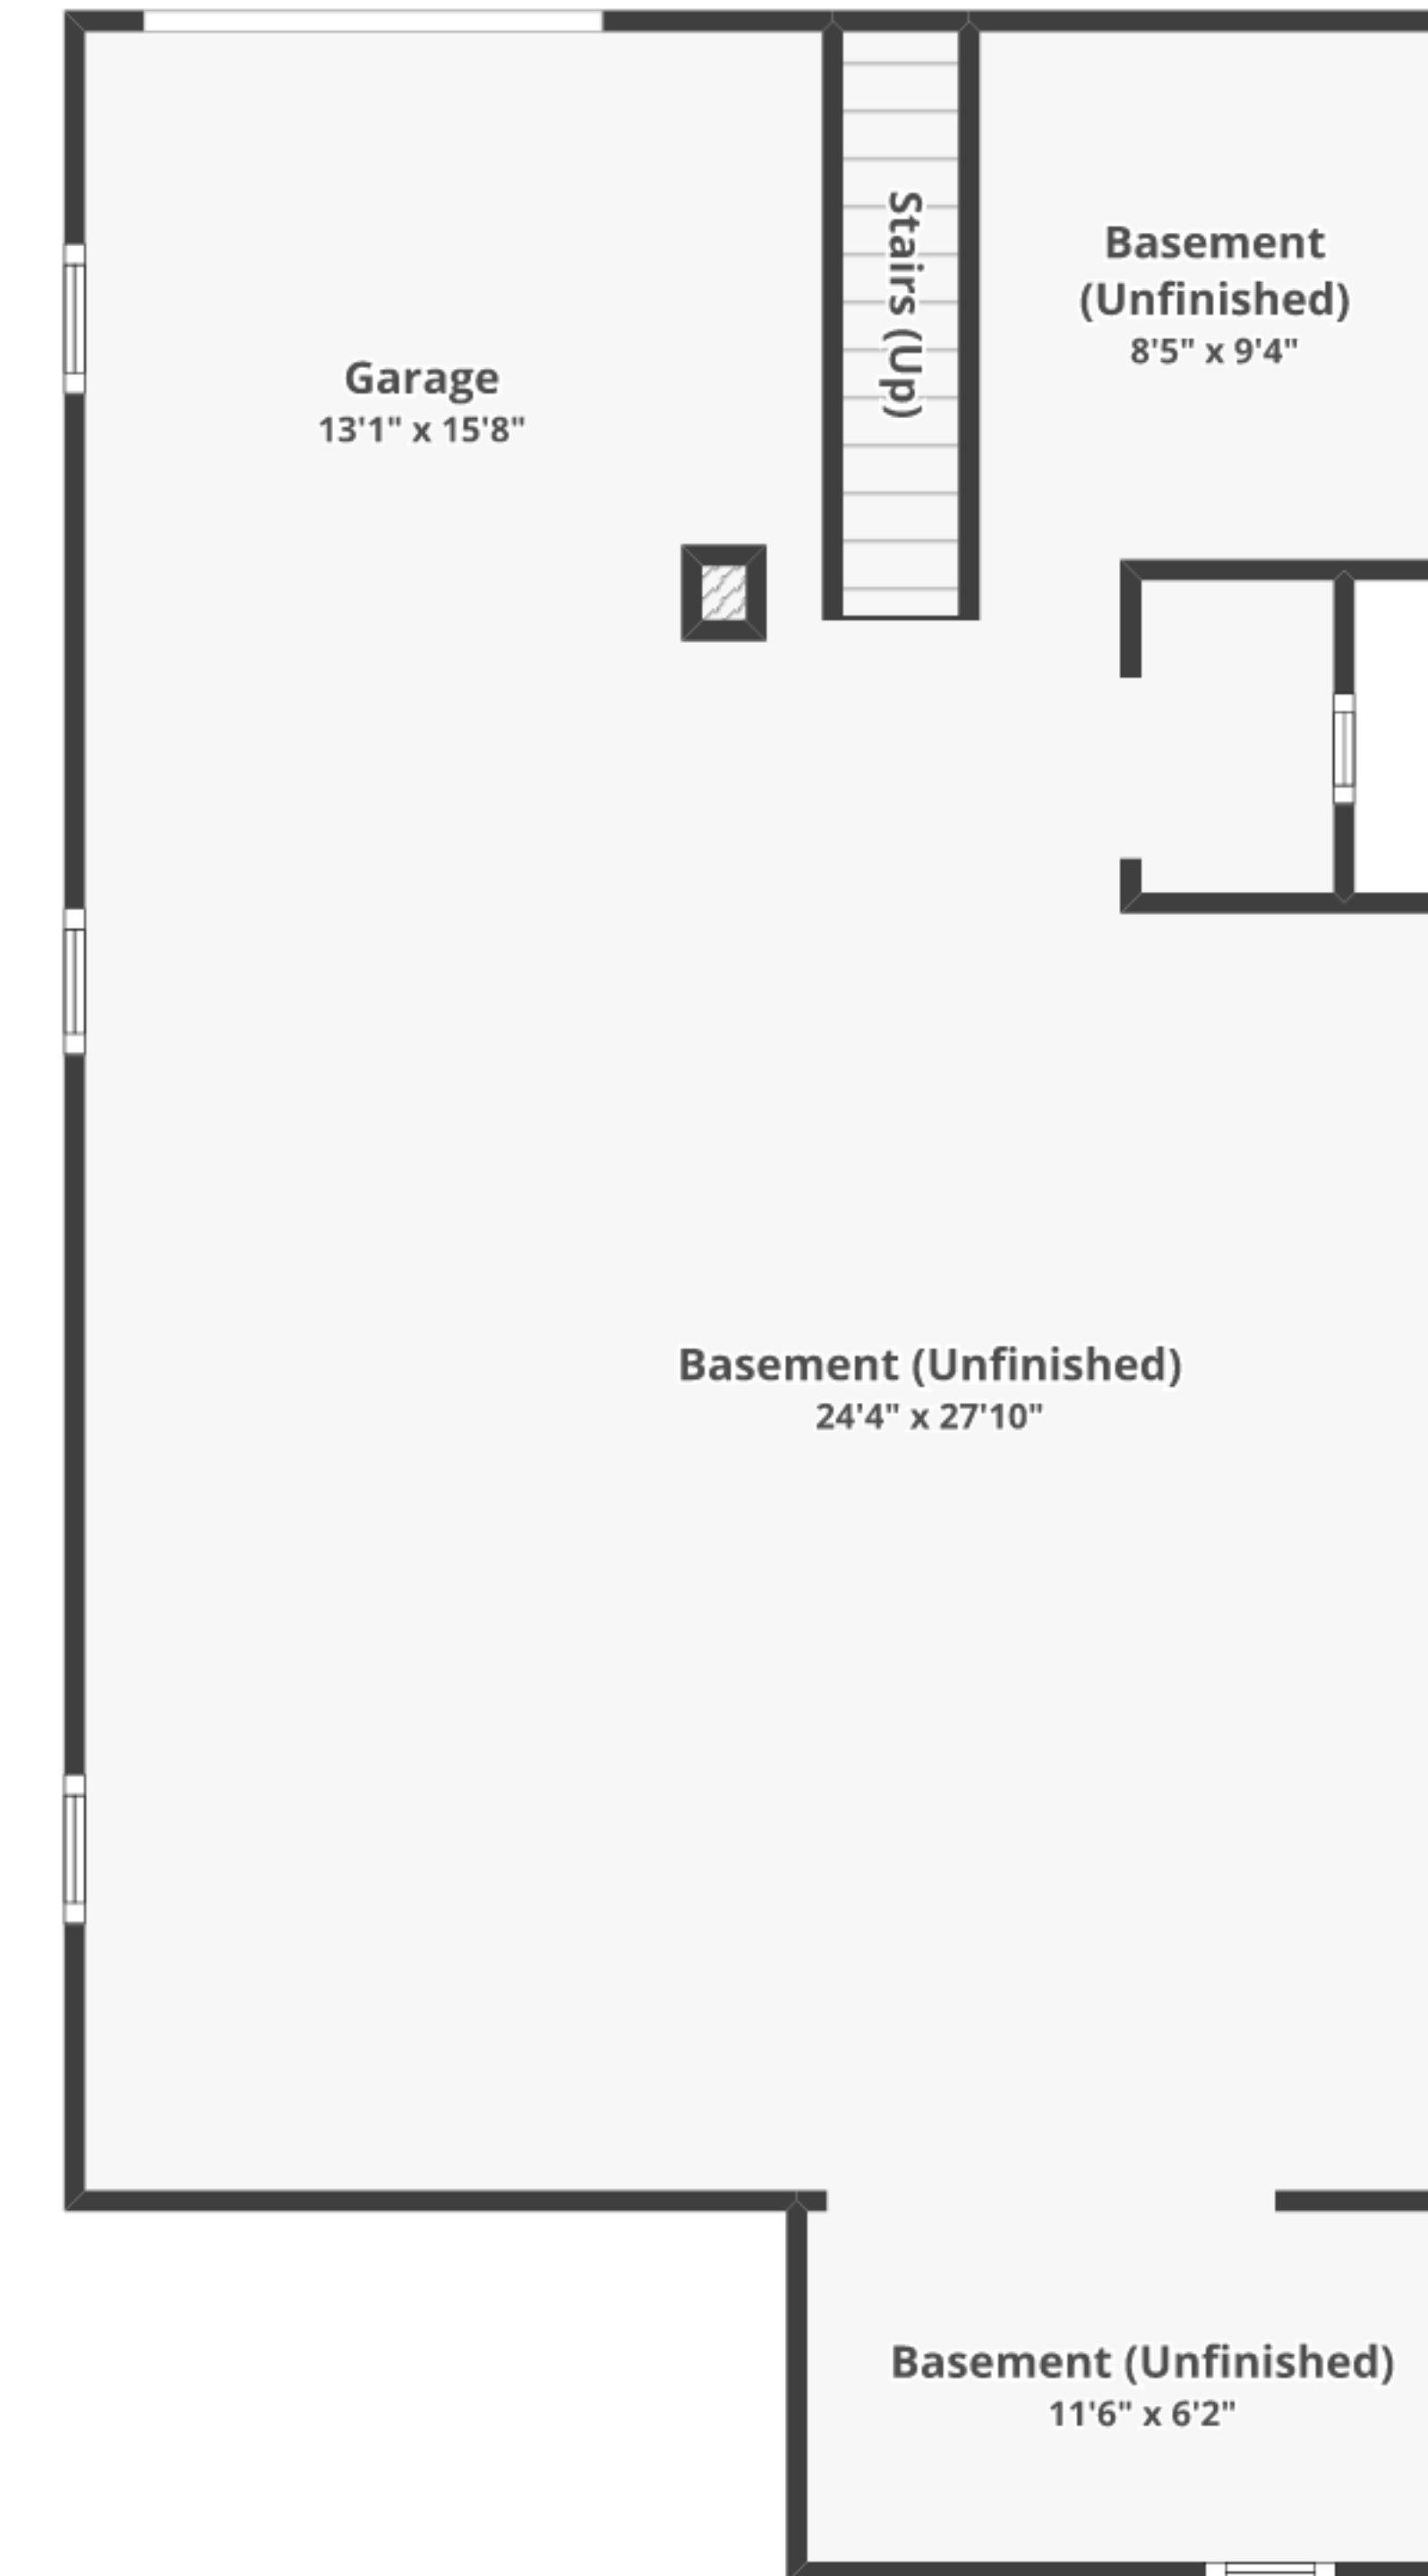 Stairs (Up)
Basement
(Unfinished)
8'5" x 9'4"
Garage
13'1" x 15'8"
Basement (Unfinished)
24'4" x 27'10"
Basement (Unfinished)
11'6" x 6'2"